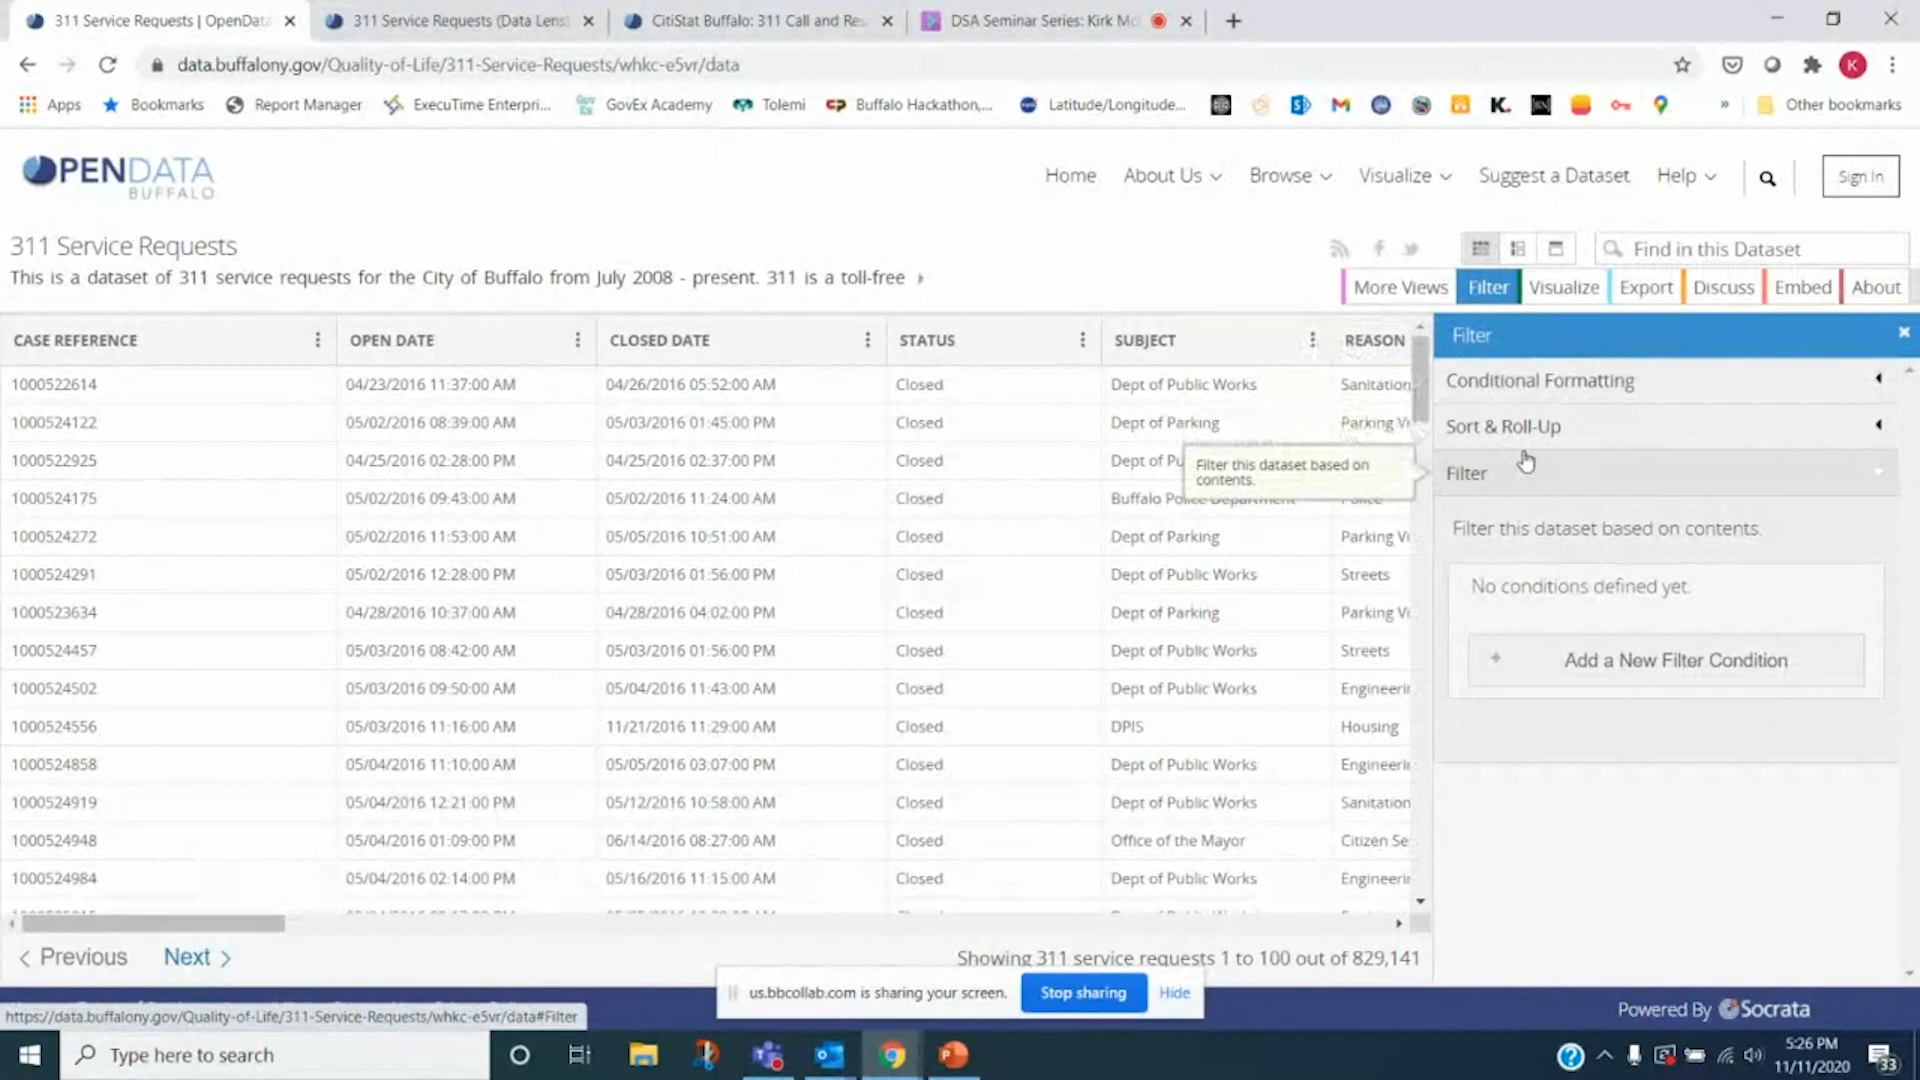 311 Service Requests | OpenData
311 Service Requests (Data Lens
CitiStat Buffalo: 311 Call and Res
DSA Seminar Series: Kirk Mc
data.buffalony.gov/Quality-of-Life/311-Service-Requests/whkc-e5vr/data
K
Apps Bookmarks Report Manager ExecuTime Enterpri... GovEx Academy Tolemi Buffalo Hackathon,... Latitude/Longitude... K. » Other bookmarks
OPENDATA
BUFFALO
Home About Us Browse Visualize Suggest a Dataset Help Sign In
311 Service Requests
Find in this Dataset
This is a dataset of 311 service requests for the City of Buffalo from July 2008 - present. 311 is a toll-free
More Views Filter Visualize Export Discuss Embed About
CASE REFERENCE OPEN DATE CLOSED DATE STATUS SUBJECT REASON
1000522614 04/23/2016 11:37:00 AM 04/26/2016 05:52:00 AM Closed Dept of Public Works Sanitation
1000524122 05/02/2016 08:39:00 AM 05/03/2016 01:45:00 PM Closed Dept of Parking Parking Vi
1000522925 04/25/2016 02:28:00 PM 04/25/2016 02:37:00 PM Closed Dept of Pu
1000524175 05/02/2016 09:43:00 AM 05/02/2016 11:24:00 AM Closed Buffalo Police Department Police
1000524272 05/02/2016 11:53:00 AM 05/05/2016 10:51:00 AM Closed Dept of Parking Parking Vi
1000524291 05/02/2016 12:28:00 PM 05/03/2016 01:56:00 PM Closed Dept of Public Works Streets
1000523634 04/28/2016 10:37:00 AM 04/28/2016 04:02:00 PM Closed Dept of Parking Parking Vi
1000524457 05/03/2016 08:42:00 AM 05/03/2016 01:56:00 PM Closed Dept of Public Works Streets
1000524502 05/03/2016 09:50:00 AM 05/04/2016 11:43:00 AM Closed Dept of Public Works Engineerin
1000524556 05/03/2016 11:16:00 AM 11/21/2016 11:29:00 AM Closed DPIS Housing
1000524858 05/04/2016 11:10:00 AM 05/05/2016 03:07:00 PM Closed Dept of Public Works Engineerin
1000524919 05/04/2016 12:21:00 PM 05/12/2016 10:58:00 AM Closed Dept of Public Works Sanitation
1000524948 05/04/2016 01:09:00 PM 06/14/2016 08:27:00 AM Closed Office of the Mayor Citizen Se
1000524984 05/04/2016 02:14:00 PM 05/16/2016 11:15:00 AM Closed Dept of Public Works Engineerin
Filter this dataset based on
contents.
Filter
Conditional Formatting
Sort & Roll-Up
Filter
Filter this dataset based on contents.
No conditions defined yet.
+ Add a New Filter Condition
< Previous Next >
Showing 311 service requests 1 to 100 out of 829,141
us.bbcollab.com is sharing your screen. Stop sharing Hide
https://data.buffalony.gov/Quality-of-Life/311-Service-Requests/whkc-e5vr/data#Filter
Powered By Socrata
Type here to search
5:26 PM
11/11/2020
33